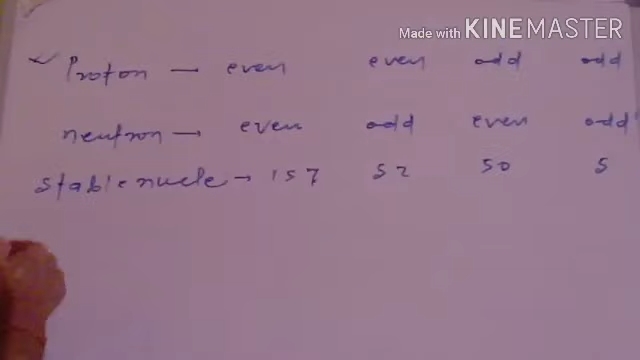 Made with KINEMASTER
Proton → even even odd odd
neutron → even odd even odd
Stable nucle → 157 52 50 5